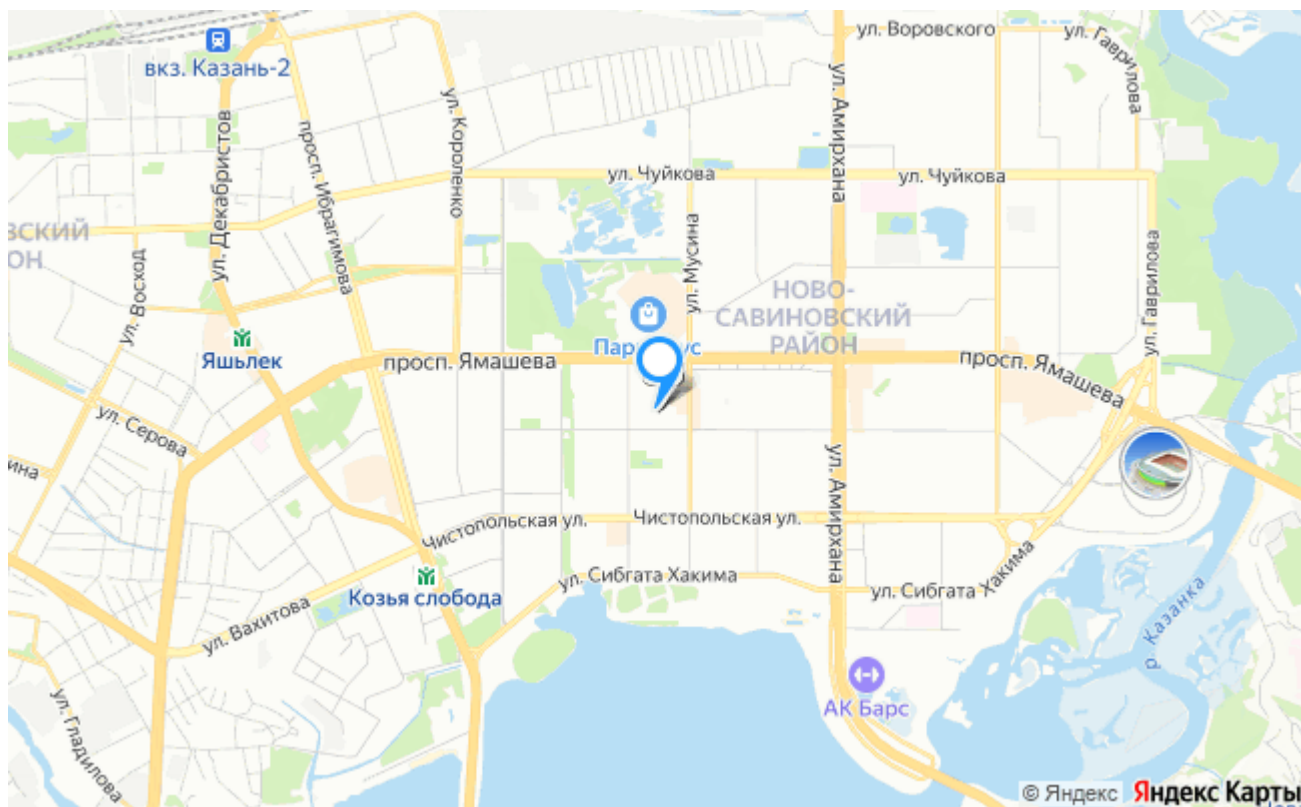 ул. Воровского
ул. Гаврилова
вкз. Казань-2
ул. Декабристов
просп. Ибрагимова
ул. Короленко
ул. Амирхана
ул. Чуйкова
ул. Чуйкова
ул. Мусина
ул. Восход
ул. Гаврилова
НОВО-
САВИНОВСКИЙ
РАЙОН
Яшьлек
просп. Ямашева
просп. Ямашева
ул. Серова
ул. Амирхана
Чистопольская ул.
Чистопольская ул.
Козья слобода
ул. Сибгата Хакима
ул. Сибгата Хакима
ул. Вахитова
р. Казанка
АК Барс
ул. Гладилова
© Яндекс Яндекс Карты